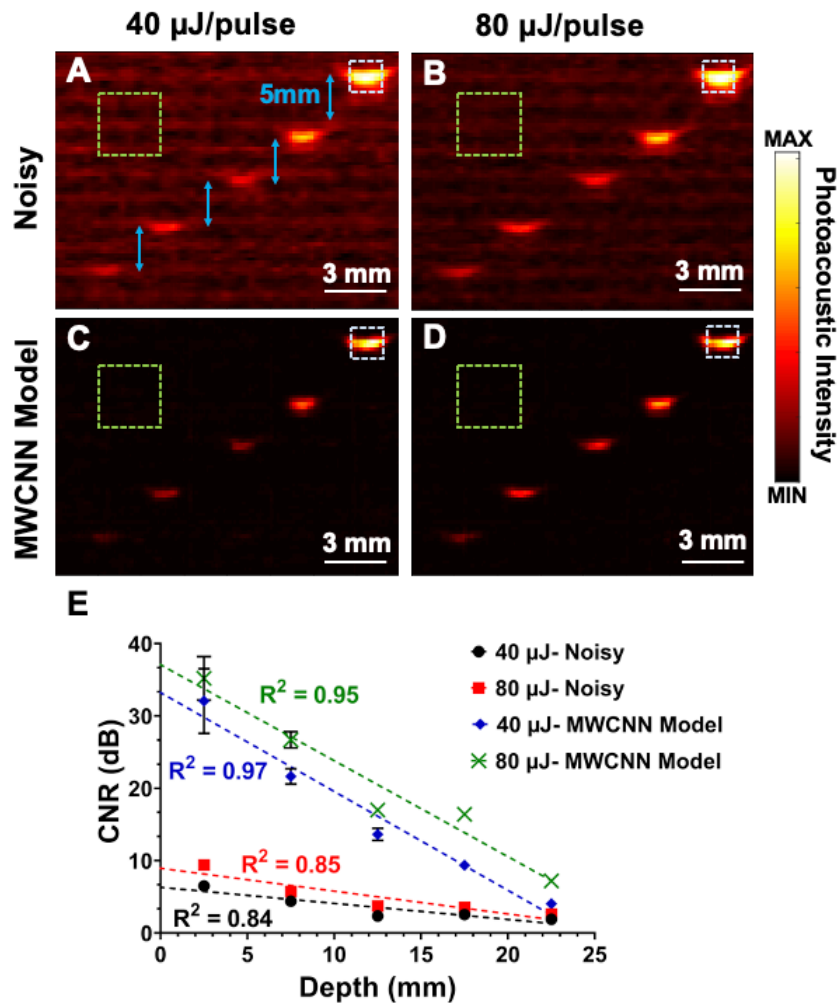 40 µJ/pulse
80 µJ/pulse
Noisy
A
5mm
3 mm
B
3 mm
MAX
Photoacoustic Intensity
MIN
MWCNN Model
C
3 mm
D
3 mm
E
CNR (dB)
40
30
20
10
0
0 5 10 15 20 25
Depth (mm)
R² = 0.95
R² = 0.97
R² = 0.85
R² = 0.84
40 µJ- Noisy
80 µJ- Noisy
40 µJ- MWCNN Model
80 µJ- MWCNN Model